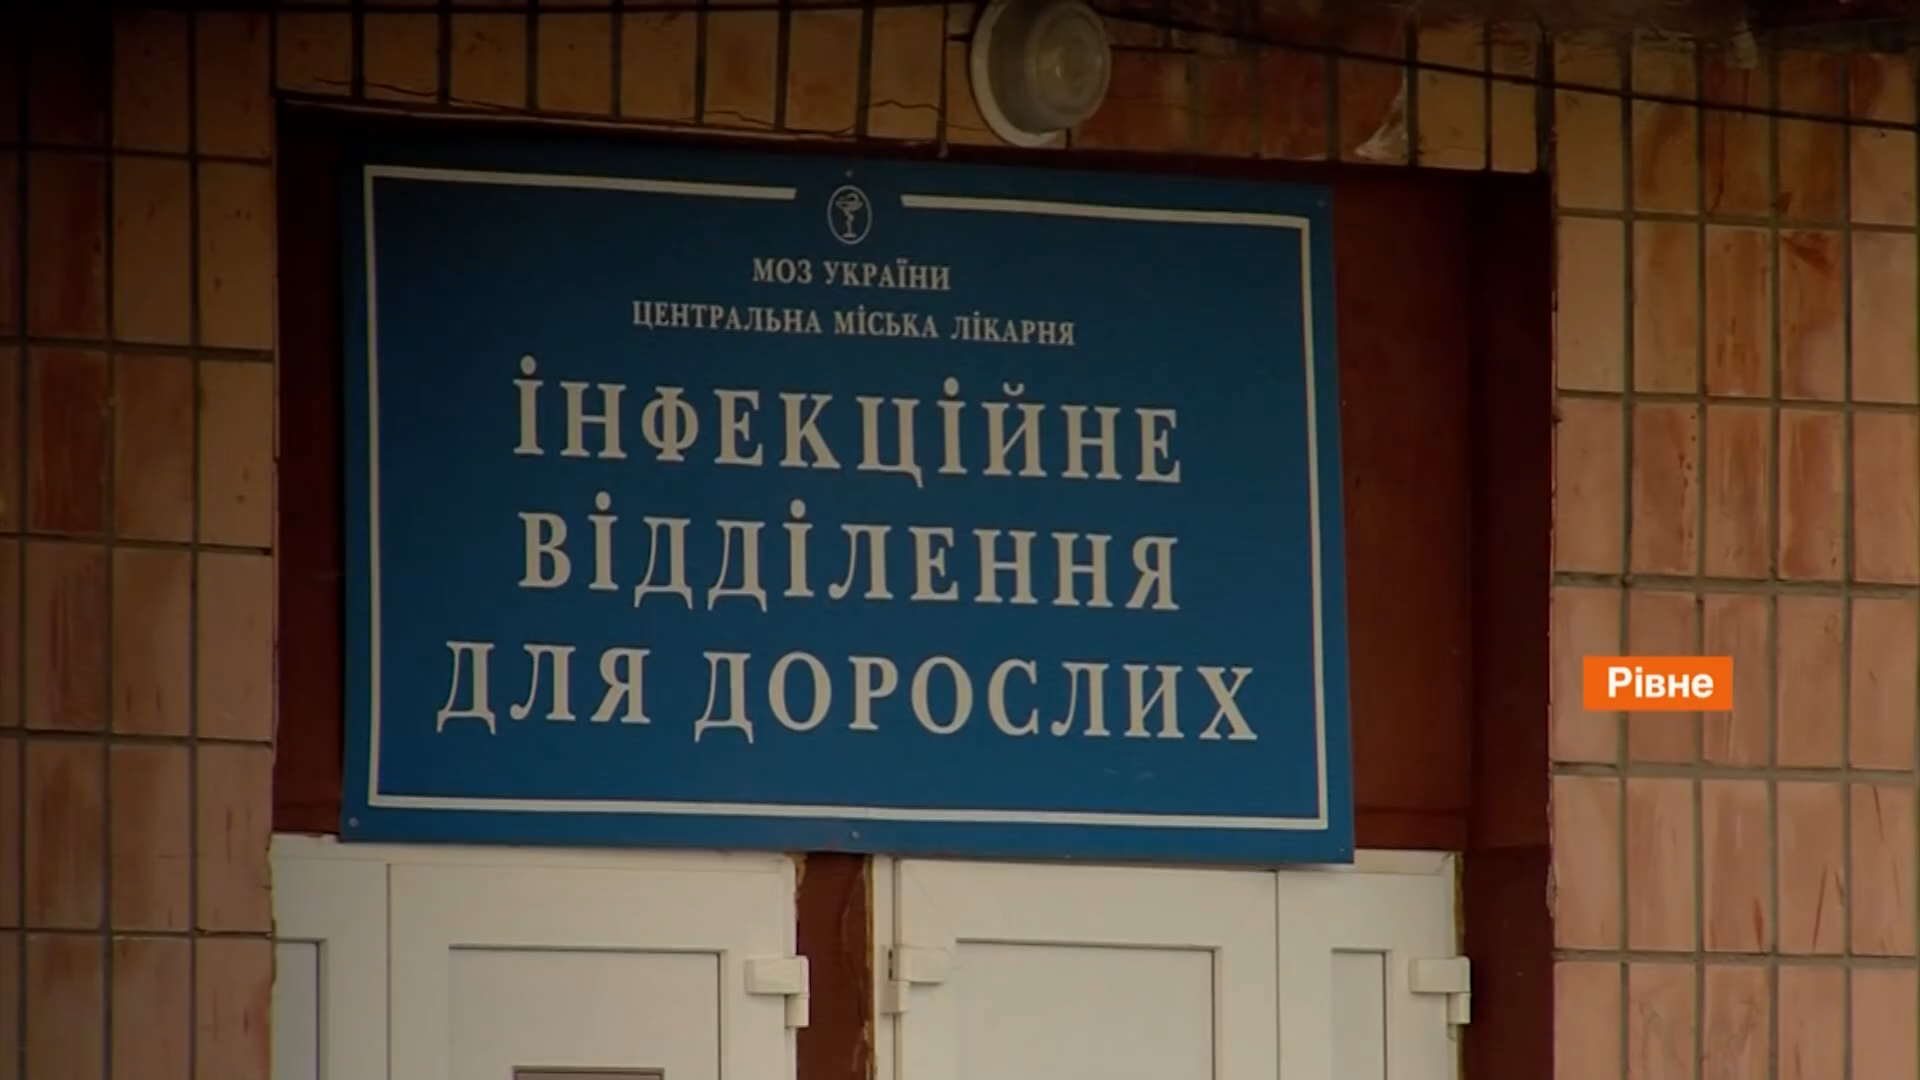 МОЗ УКРАЇНИ
ЦЕНТРАЛЬНА МІСЬКА ЛІКАРНЯ
ІНФЕКЦІЙНЕ
ВІДДІЛЕННЯ
ДЛЯ ДОРОСЛИХ
Рівне